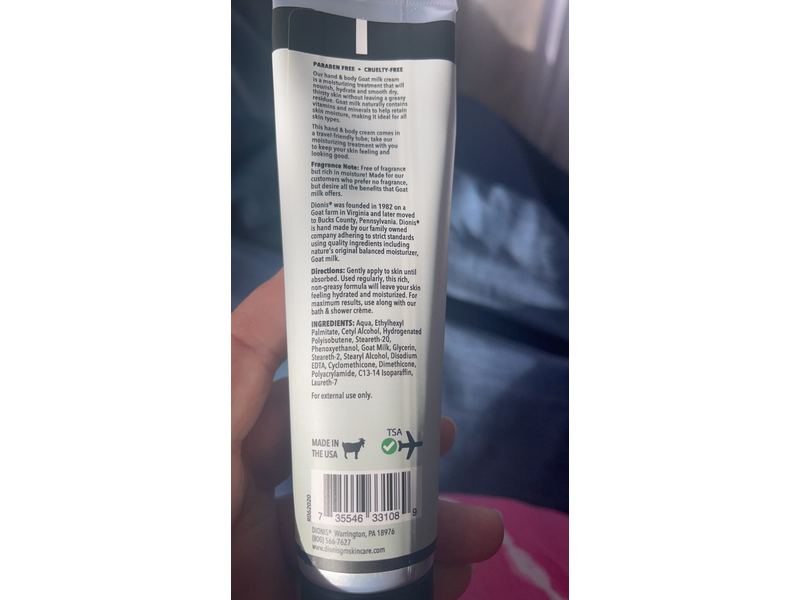 PARABEN FREE • CRUELTY-FREE
Our hand & body Goat milk cream
is a moisturizing treatment that will
nourish, hydrate and smooth dry,
thirsty skin without leaving a greasy
residue. Goat milk naturally contains
vitamins and minerals to help retain
skin moisture, making it ideal for all
skin types.
This hand & body cream comes in
a travel-friendly tube; take our
moisturizing treatment with you
to keep your skin feeling and
looking good.
Fragrance Note: Free of fragrance
but rich in moisture! Made for our
customers who prefer no fragrance,
but desire all the benefits that Goat
milk offers.
Dionis® was founded in 1982 on a
Goat farm in Virginia and later moved
to Bucks County, Pennsylvania. Dionis®
is hand made by our family owned
company adhering to strict standards
using quality ingredients including
nature's original balanced moisturizer,
Goat milk.
Directions: Gently apply to skin until
absorbed. Used regularly, this rich,
non-greasy formula will leave your skin
feeling hydrated and moisturized. For
maximum results, use along with our
bath & shower crème.
INGREDIENTS: Aqua, Ethylhexyl
Palmitate, Cetyl Alcohol, Hydrogenated
Polyisobutene, Steareth-20,
Phenoxyethanol, Goat Milk, Glycerin,
Steareth-2, Stearyl Alcohol, Disodium
EDTA, Cyclomethicone, Dimethicone,
Polyacrylamide, C13-14 Isoparaffin,
Laureth-7
For external use only.
MADE IN
THE USA
TSA
R062020
7 35546 33108 9
DIONIS® Warrington, PA 18976
(800) 566-7627
www.dionisgmskincare.com